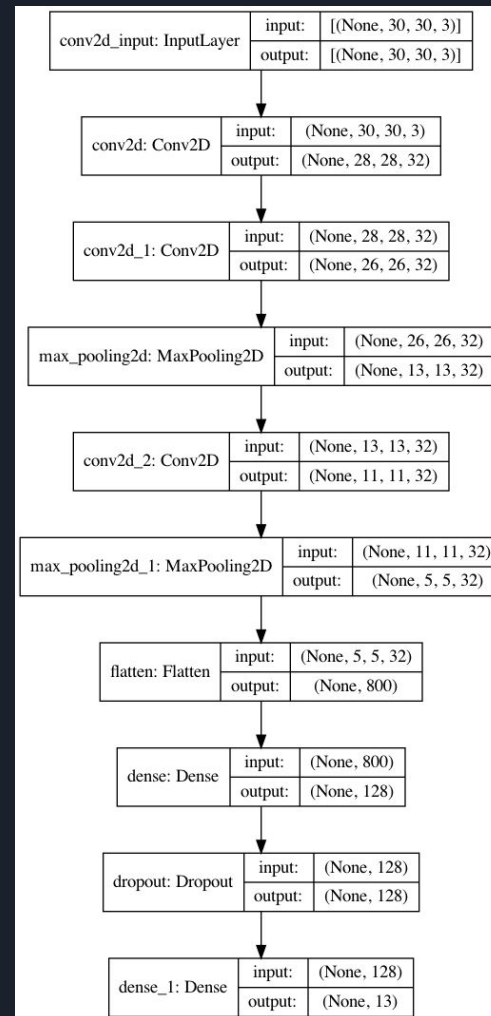 conv2d_input: InputLayer
input: [(None, 30, 30, 3)]
output: [(None, 30, 30, 3)]
conv2d: Conv2D
input: (None, 30, 30, 3)
output: (None, 28, 28, 32)
conv2d_1: Conv2D
input: (None, 28, 28, 32)
output: (None, 26, 26, 32)
max_pooling2d: MaxPooling2D
input: (None, 26, 26, 32)
output: (None, 13, 13, 32)
conv2d_2: Conv2D
input: (None, 13, 13, 32)
output: (None, 11, 11, 32)
max_pooling2d_1: MaxPooling2D
input: (None, 11, 11, 32)
output: (None, 5, 5, 32)
flatten: Flatten
input: (None, 5, 5, 32)
output: (None, 800)
dense: Dense
input: (None, 800)
output: (None, 128)
dropout: Dropout
input: (None, 128)
output: (None, 128)
dense_1: Dense
input: (None, 128)
output: (None, 13)